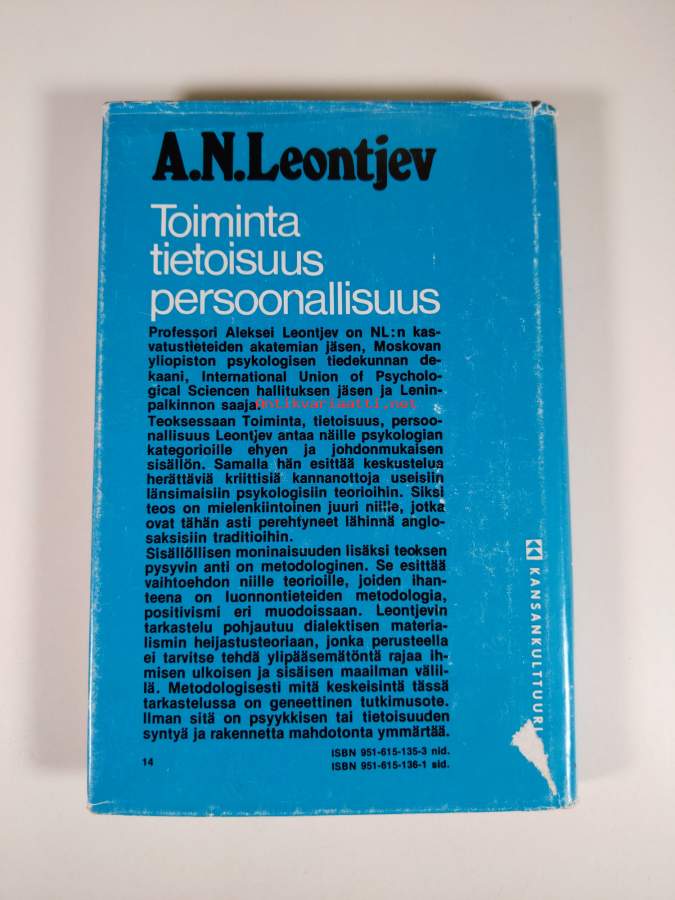 A.N.Leontjev
Toiminta
tietoisuus
persoonallisuus
Professori Aleksei Leontjev on NL:n kas-
vatustieteiden akatemian jäsen, Moskovan
yliopiston psykologisen tiedekunnan de-
kaani, International Union of Psycholo-
gical Sciencen hallituksen jäsen ja Lenin-
palkinnon saaja.
Antikvariaatti.net
Teoksessaan Toiminta, tietoisuus, persoo-
nallisuus Leontjev antaa näille psykologian
kategorioille ehyen ja johdonmukaisen
sisällön. Samalla hän esittää keskustelua
herättäviä kriittisiä kannanottoja useisiin
länsimaisiin psykologisiin teorioihin. Siksi
teos on mielenkiintoinen juuri niille, jotka
ovat tähän asti perehtyneet lähinnä anglo-
saksisiin traditioihin.
Sisällöllisen moninaisuuden lisäksi teoksen
pysyvin anti on metodologinen. Se esittää
vaihtoehdon niille teorioille, joiden ihan-
teena on luonnontieteiden metodologia,
positivismi eri muodoissaan. Leontjevin
tarkastelu pohjautuu dialektisen materia-
lismin heijastusteoriaan, jonka perusteella
ei tarvitse tehdä ylipääsemätöntä rajaa ih-
misen ulkoisen ja sisäisen maailman välil-
lä. Metodologisesti mitä keskeisintä tässä
tarkastelussa on geneettinen tutkimusote.
Ilman sitä on psyykkisen tai tietoisuuden
syntyä ja rakennetta mahdotonta ymmärtää.
ISBN 951-615-135-3 nid.
14 ISBN 951-615-136-1 sid.
KANSANKULTTUURI